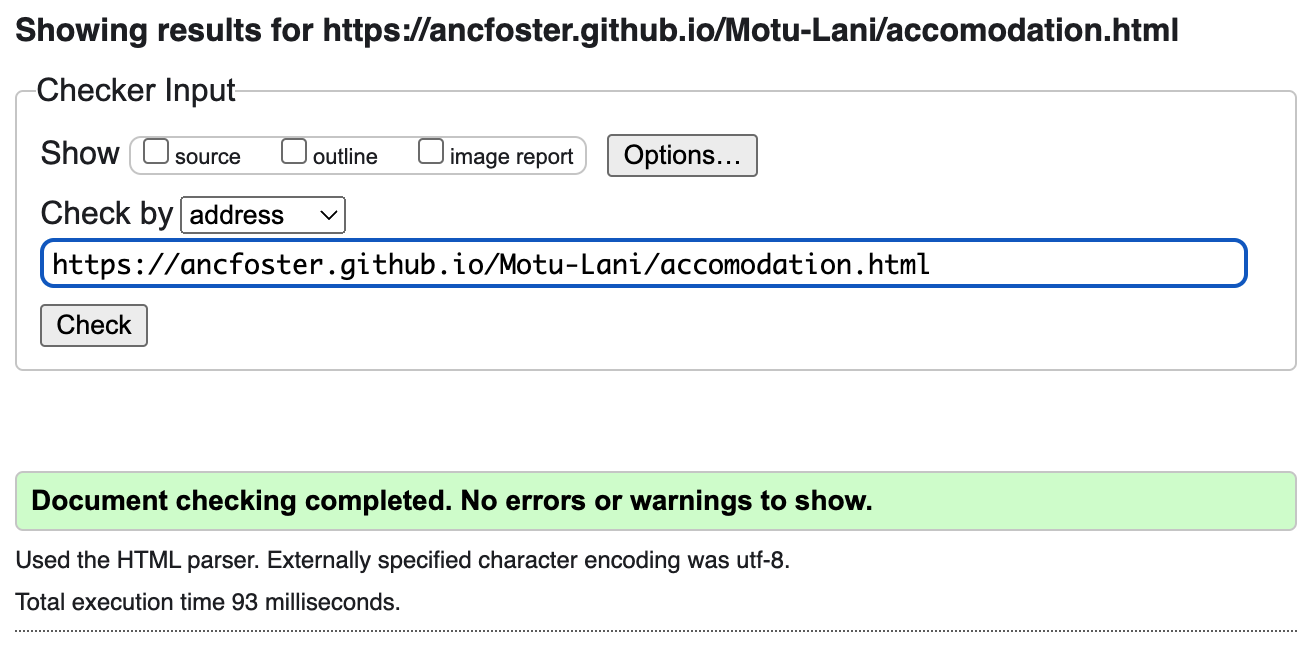 Showing results for https://ancfoster.github.io/Motu-Lani/accomodation.html
Checker Input
Show source outline image report Options...
Check by address
https://ancfoster.github.io/Motu-Lani/accomodation.html
Check
Document checking completed. No errors or warnings to show.
Used the HTML parser. Externally specified character encoding was utf-8.
Total execution time 93 milliseconds.